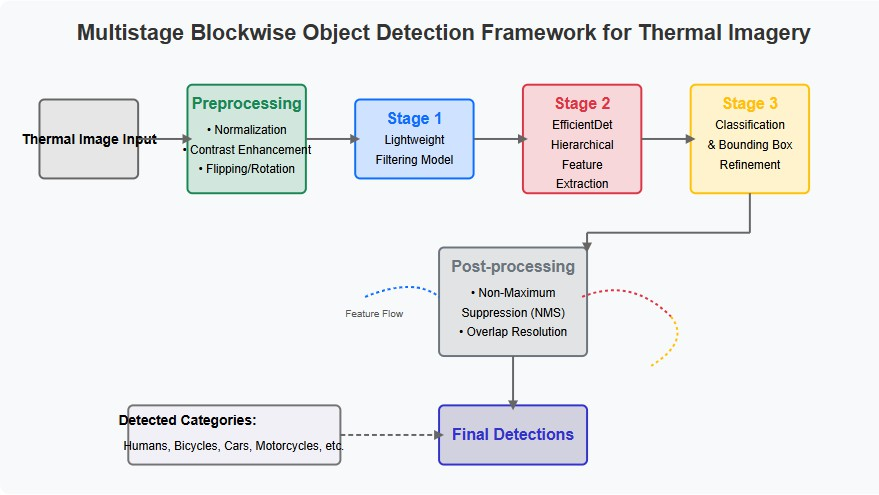 Multistage Blockwise Object Detection Framework for Thermal Imagery
Thermal Image Input
Preprocessing
• Normalization
• Contrast Enhancement
• Flipping/Rotation
Stage 1
Lightweight
Filtering Model
Stage 2
EfficientDet
Hierarchical
Feature
Extraction
Stage 3
Classification
& Bounding Box
Refinement
Post-processing
• Non-Maximum
Suppression (NMS)
• Overlap Resolution
Feature Flow
Detected Categories:
Humans, Bicycles, Cars, Motorcycles, etc.
Final Detections